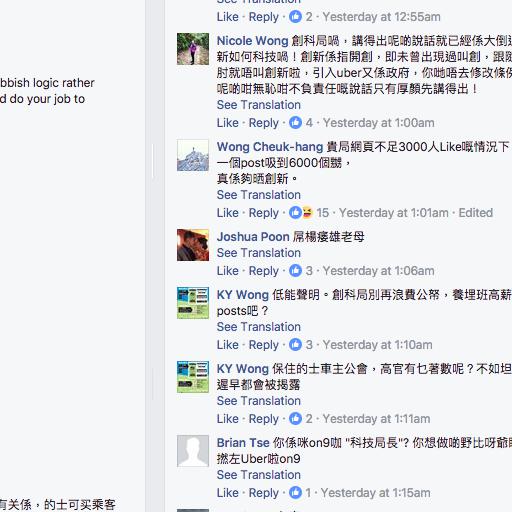 bbish logic rather
d do your job to
有关係，的士可买乘客
See Translation
Like · Reply · 2 · Yesterday at 12:55am
Nicole Wong 創科局喎，講得出呢啲說話就已經係大倒
新如何科技喎！創新係指開創，即未曾出現過叫創，跟
肘就唔叫創新啦，引入uber又係政府，你哋唔去修改條
呢啲咁無恥咁不負責任嘅說話只有厚顏先講得出！
See Translation
Like · Reply · 4 · Yesterday at 1:00am
Wong Cheuk-hang 貴局網頁不足3000人Like嘅情況下
一個post吸到6000個嬲，
真係夠晒創新。
See Translation
Like · Reply · 15 · Yesterday at 1:01am · Edited
Joshua Poon 屌楊瘻雄老母
See Translation
Like · Reply · 3 · Yesterday at 1:06am
KY Wong 低能聲明。創科局別再浪費公帑，養埋班高薪
posts吧？
See Translation
Like · Reply · 3 · Yesterday at 1:10am
KY Wong 保住的士車主公會，高官有乜著數呢？不如坦
遲早都會被揭露
See Translation
Like · Reply · 2 · Yesterday at 1:11am
Brian Tse 你係咪on9咖 "科技局長"? 你想做啲野比呀爺
撚左Uber啦on9
See Translation
Like · Reply · 1 · Yesterday at 1:15am